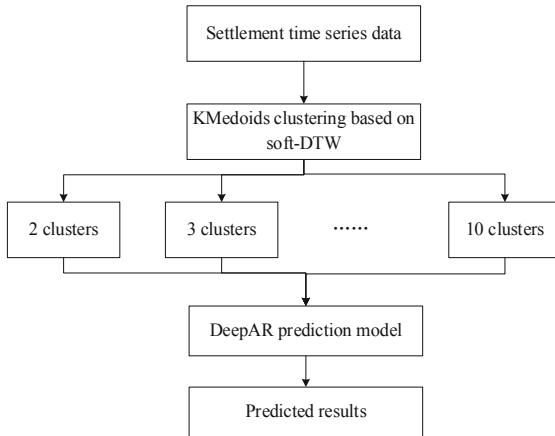 Settlement time series data
KMedoids clustering based on
soft-DTW
2 clusters
3 clusters
......
10 clusters
DeepAR prediction model
Predicted results